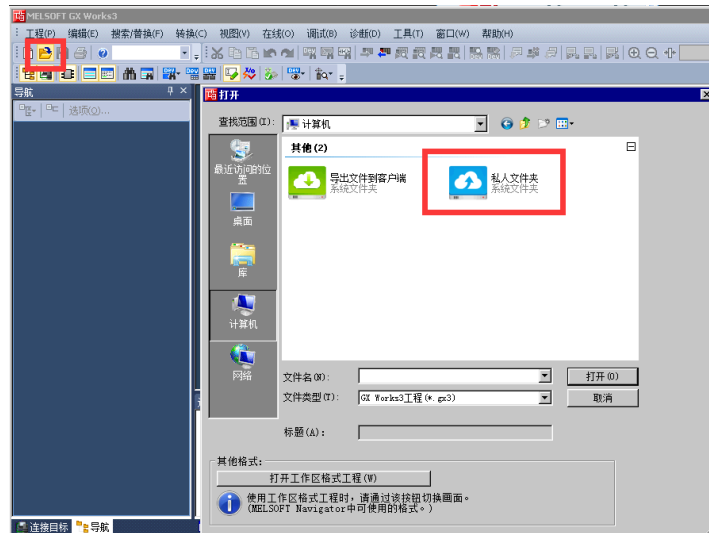 MELSOFT GX Works3
工程(P) 编辑(E) 搜索/替换(F) 转换(C) 视图(V) 在线(O) 调试(B) 诊断(D) 工具(T) 窗口(W) 帮助(H)
导航
选项(O)...
打开
查找范围(I): 计算机
其他 (2)
最近访问的位置
导出文件到客户端
系统文件夹
私人文件夹
系统文件夹
桌面
库
计算机
网络
文件名(N):
打开(O)
文件类型(T): GX Works3工程(*.gx3)
取消
标题(A):
其他格式:
打开工作区格式工程(W)
使用工作区格式工程时，请通过该按钮切换画面。
(MELSOFT Navigator中可使用的格式。)
连接目标 导航